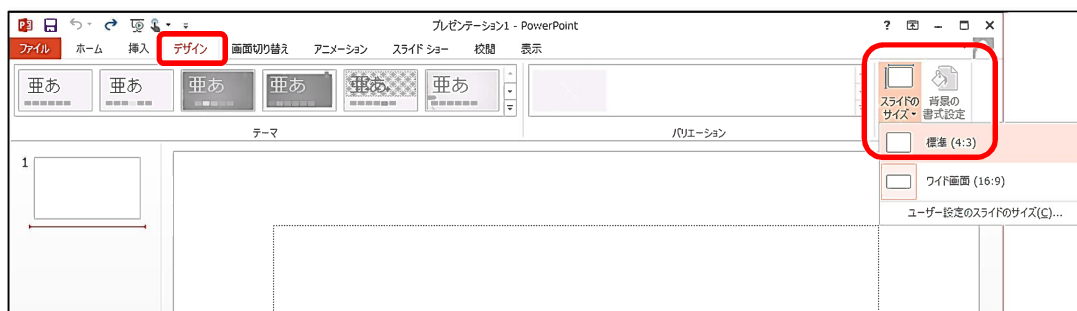 プレゼンテーション1 - PowerPoint
?
ファイル ホーム 挿入 デザイン 画面切り替え アニメーション スライド ショー 校閲 表示
亜あ 亜あ 亜あ 亜あ 亜あ 亜あ
スライドの サイズ
背景の 書式設定
テーマ
バリエーション
標準 (4:3)
ワイド画面 (16:9)
ユーザー設定のスライドのサイズ(C)...
1